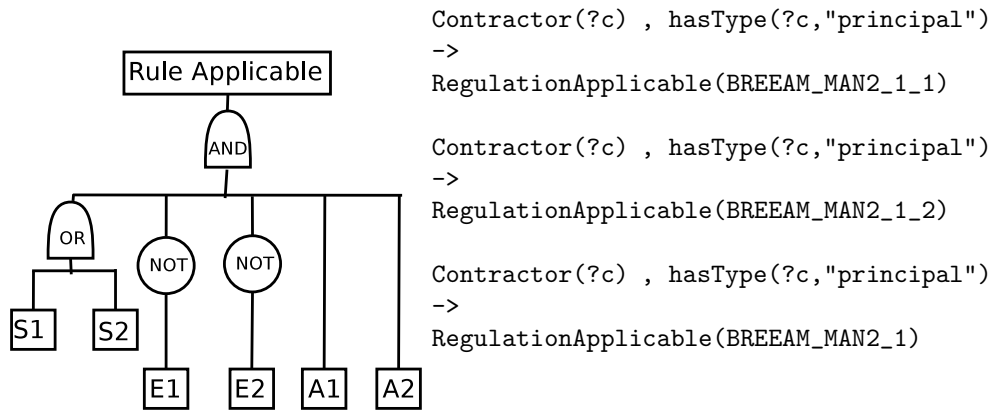 Rule Applicable
AND
OR
NOT
NOT
S1
S2
E1
E2
A1
A2
Contractor(?c) , hasType(?c,"principal")
->
RegulationApplicable(BREEAM_MAN2_1_1)
Contractor(?c) , hasType(?c,"principal")
->
RegulationApplicable(BREEAM_MAN2_1_2)
Contractor(?c) , hasType(?c,"principal")
->
RegulationApplicable(BREEAM_MAN2_1)